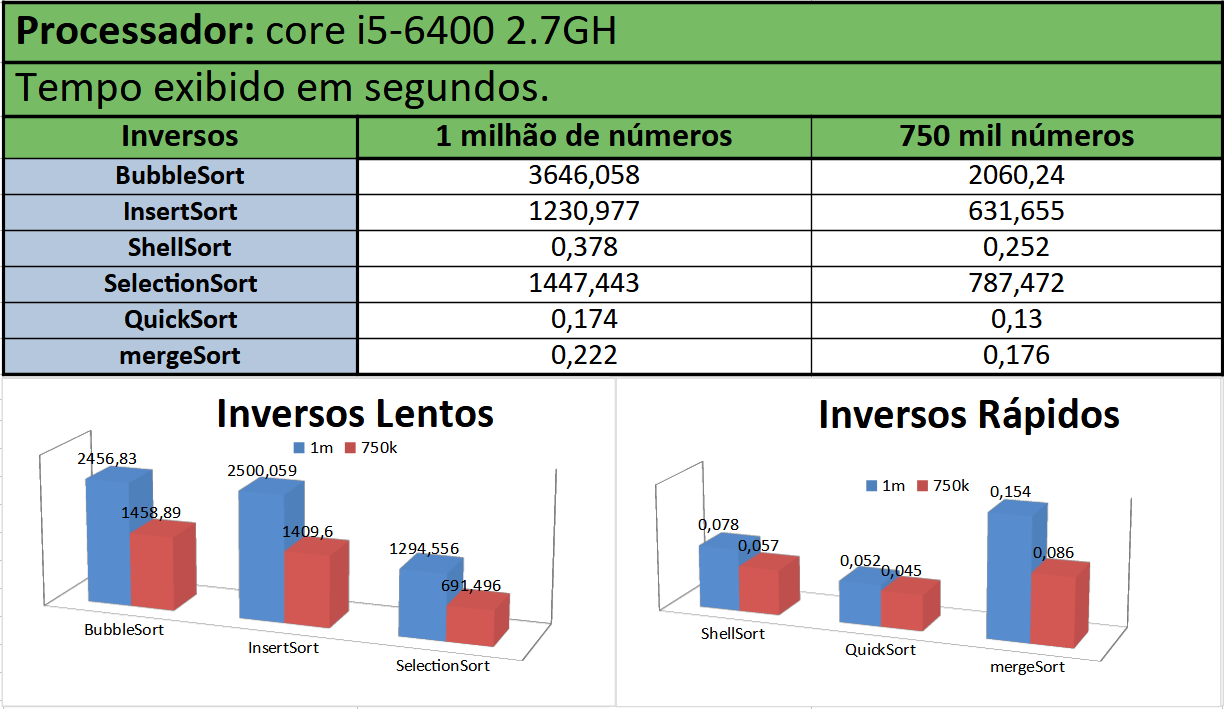 Processador: core i5-6400 2.7GH
Tempo exibido em segundos.
Inversos 1 milhão de números 750 mil números
BubbleSort 3646,058 2060,24
InsertSort 1230,977 631,655
ShellSort 0,378 0,252
SelectionSort 1447,443 787,472
QuickSort 0,174 0,13
mergeSort 0,222 0,176
Inversos Lentos
1m 750k
2456,83
1458,89
2500,059
1409,6
1294,556
691,496
BubbleSort
InsertSort
SelectionSort
Inversos Rápidos
1m 750k
0,078
0,057
0,052
0,045
0,154
0,086
ShellSort
QuickSort
mergeSort